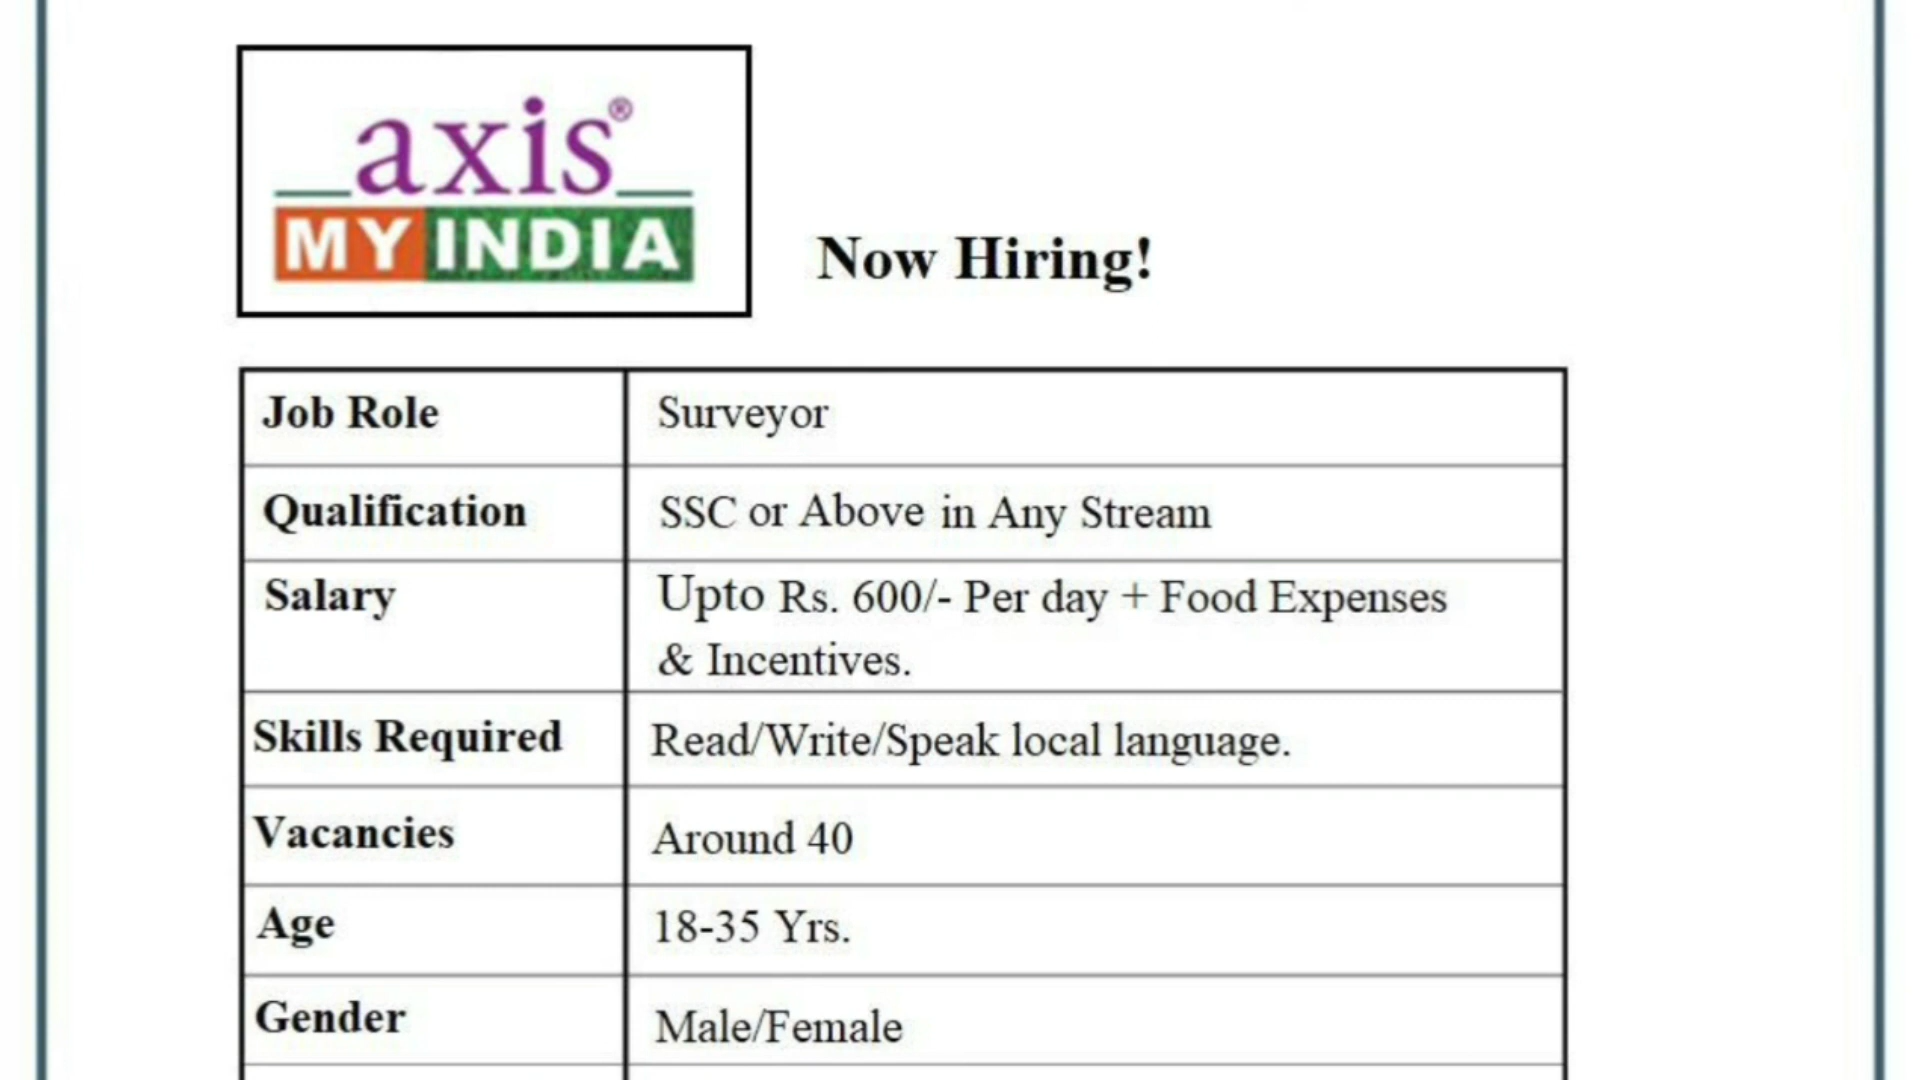 axis®
MY INDIA
Now Hiring!
Job Role
Surveyor
Qualification
SSC or Above in Any Stream
Salary
Upto Rs. 600/- Per day + Food Expenses
& Incentives.
Skills Required
Read/Write/Speak local language.
Vacancies
Around 40
Age
18-35 Yrs.
Gender
Male/Female